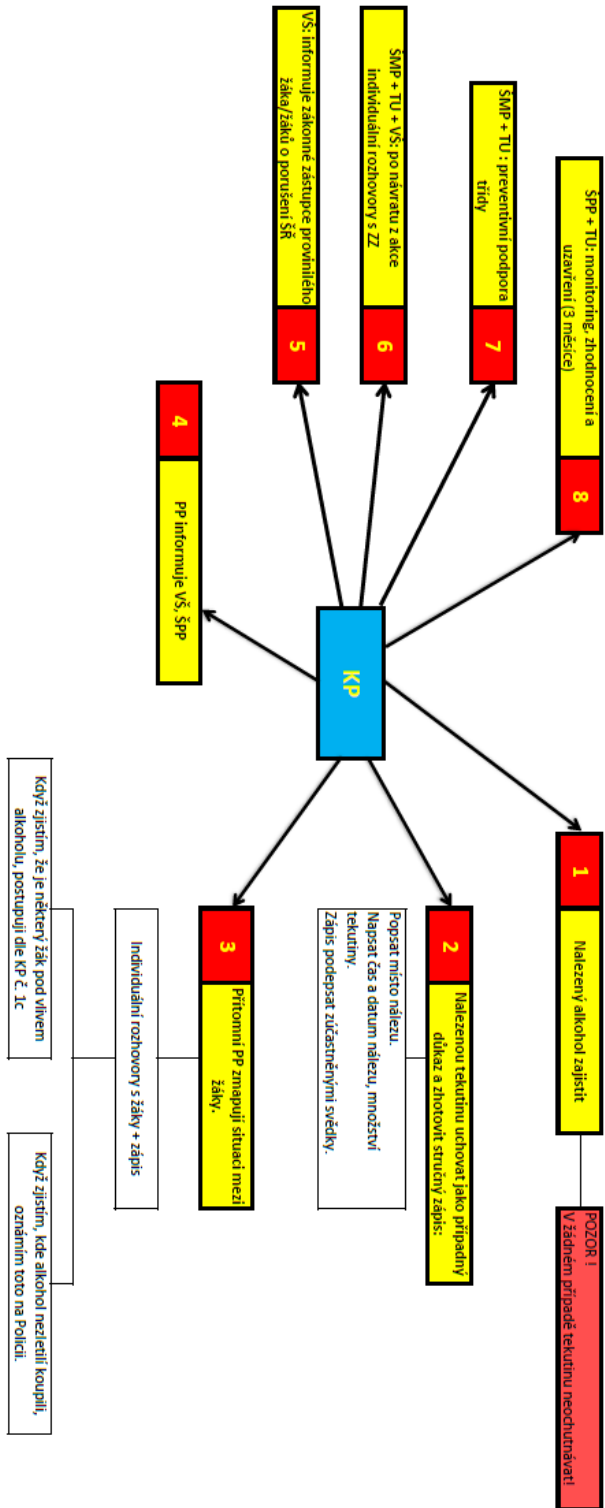 KP
1
Nalezený alkohol zajistit
POZOR !
V žádném případě tekutinu neochutnávat!
2
Nalezenou tekutinu uchovat jako případný
důkaz a zhotovit stručný zápis:
Popsat místo nálezu.
Napsat čas a datum nálezu, množství
tekutiny.
Zápis podepsat zúčastněnými svědky.
3
Přítomní PP zmapují situaci mezi
žáky.
Individuální rozhovory s žáky + zápis
Když zjistím, že je některý žák pod vlivem
alkoholu, postupuji dle KP č. 1c
Když zjistím, kde alkohol nezletilí koupili,
oznámím toto na Policii.
4
PP informuje VŠ, ŠPP
VŠ: informuje zákonné zástupce provinilého
žáka/žáků o porušení ŠŘ
5
ŠMP + TU + VŠ: po návratu z akce
individuální rozhovory s ZZ
6
ŠMP + TU : preventivní podpora
třídy
7
ŠPP + TU: monitoring, zhodnocení a
uzavření (3 měsíce)
8